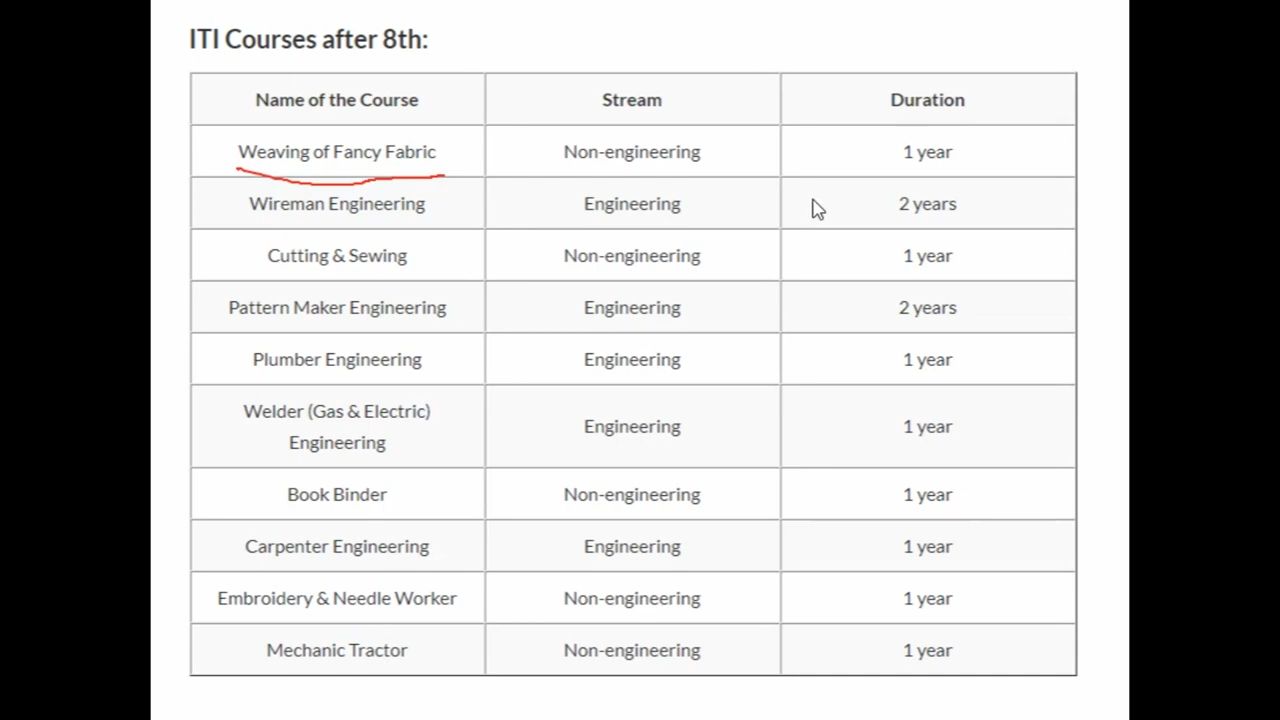 ITI Courses after 8th:
Name of the Course Stream Duration
Weaving of Fancy Fabric Non-engineering 1 year
Wireman Engineering Engineering 2 years
Cutting & Sewing Non-engineering 1 year
Pattern Maker Engineering Engineering 2 years
Plumber Engineering Engineering 1 year
Welder (Gas & Electric)
Engineering Engineering 1 year
Book Binder Non-engineering 1 year
Carpenter Engineering Engineering 1 year
Embroidery & Needle Worker Non-engineering 1 year
Mechanic Tractor Non-engineering 1 year